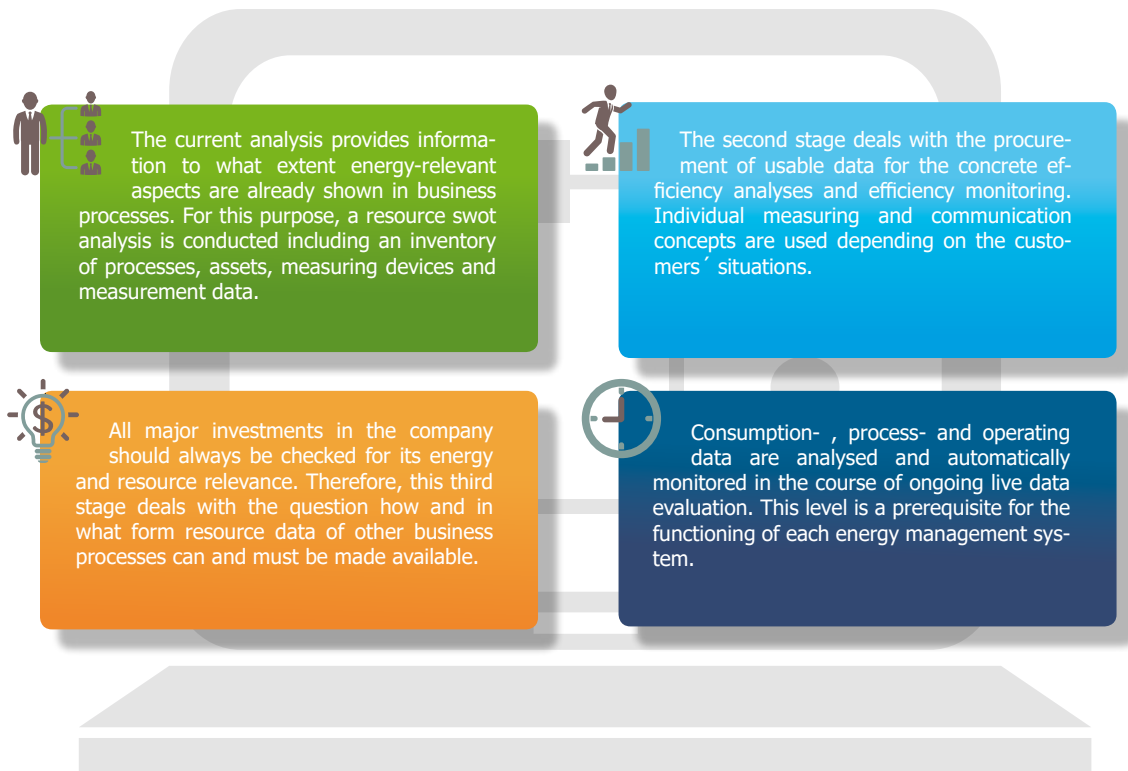 The current analysis provides informa-
tion to what extent energy-relevant
aspects are already shown in business
processes. For this purpose, a resource swot
analysis is conducted including an inventory
of processes, assets, measuring devices and
measurement data.
The second stage deals with the procure-
ment of usable data for the concrete ef-
ficiency analyses and efficiency monitoring.
Individual measuring and communication
concepts are used depending on the custo-
mers´ situations.
All major investments in the company
should always be checked for its energy
and resource relevance. Therefore, this third
stage deals with the question how and in
what form resource data of other business
processes can and must be made available.
Consumption- , process- and operating
data are analysed and automatically
monitored in the course of ongoing live data
evaluation. This level is a prerequisite for the
functioning of each energy management sys-
tem.